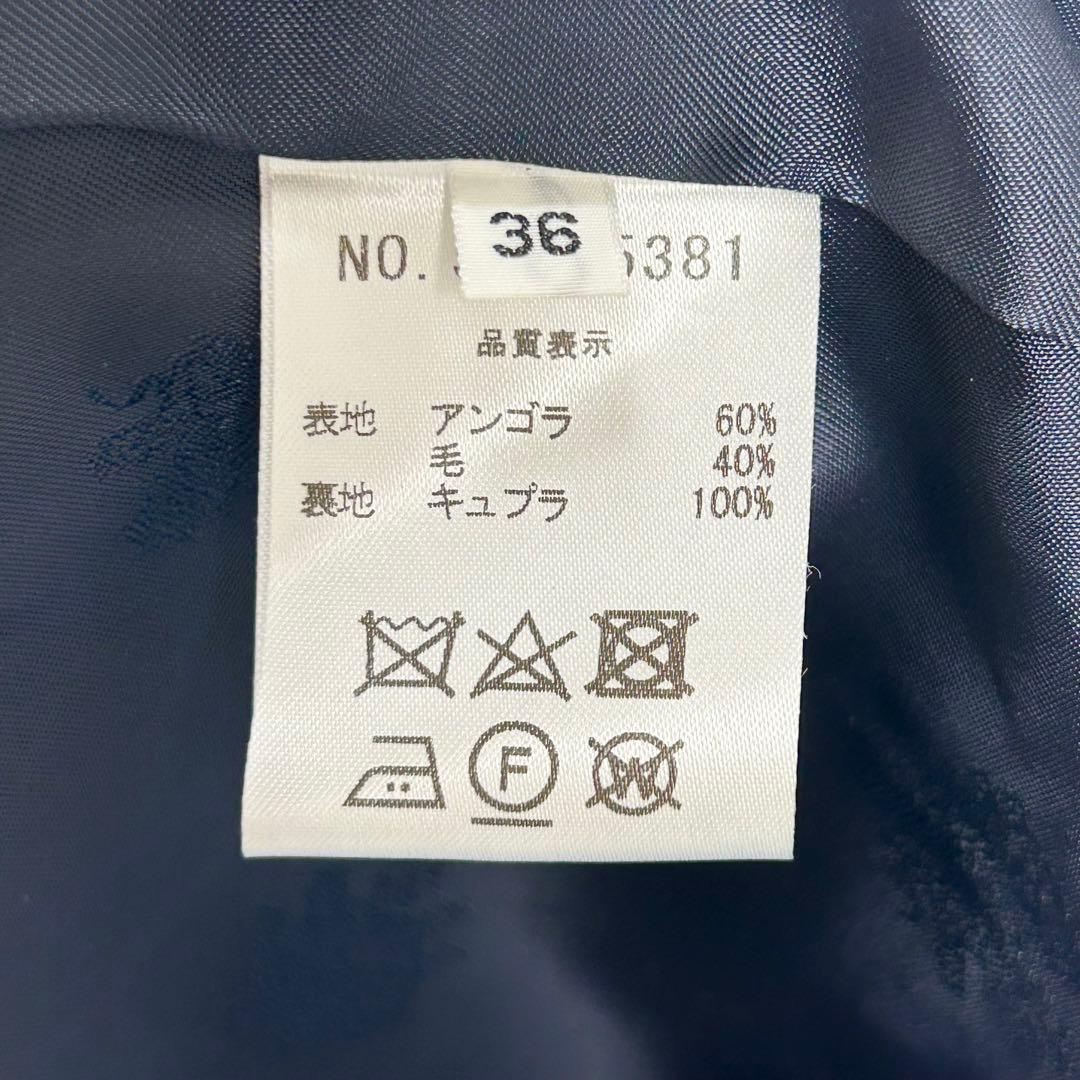 36
NO. 5381
品質表示
表地 アンゴラ 60%
毛 40%
裏地 キュプラ 100%
F
W